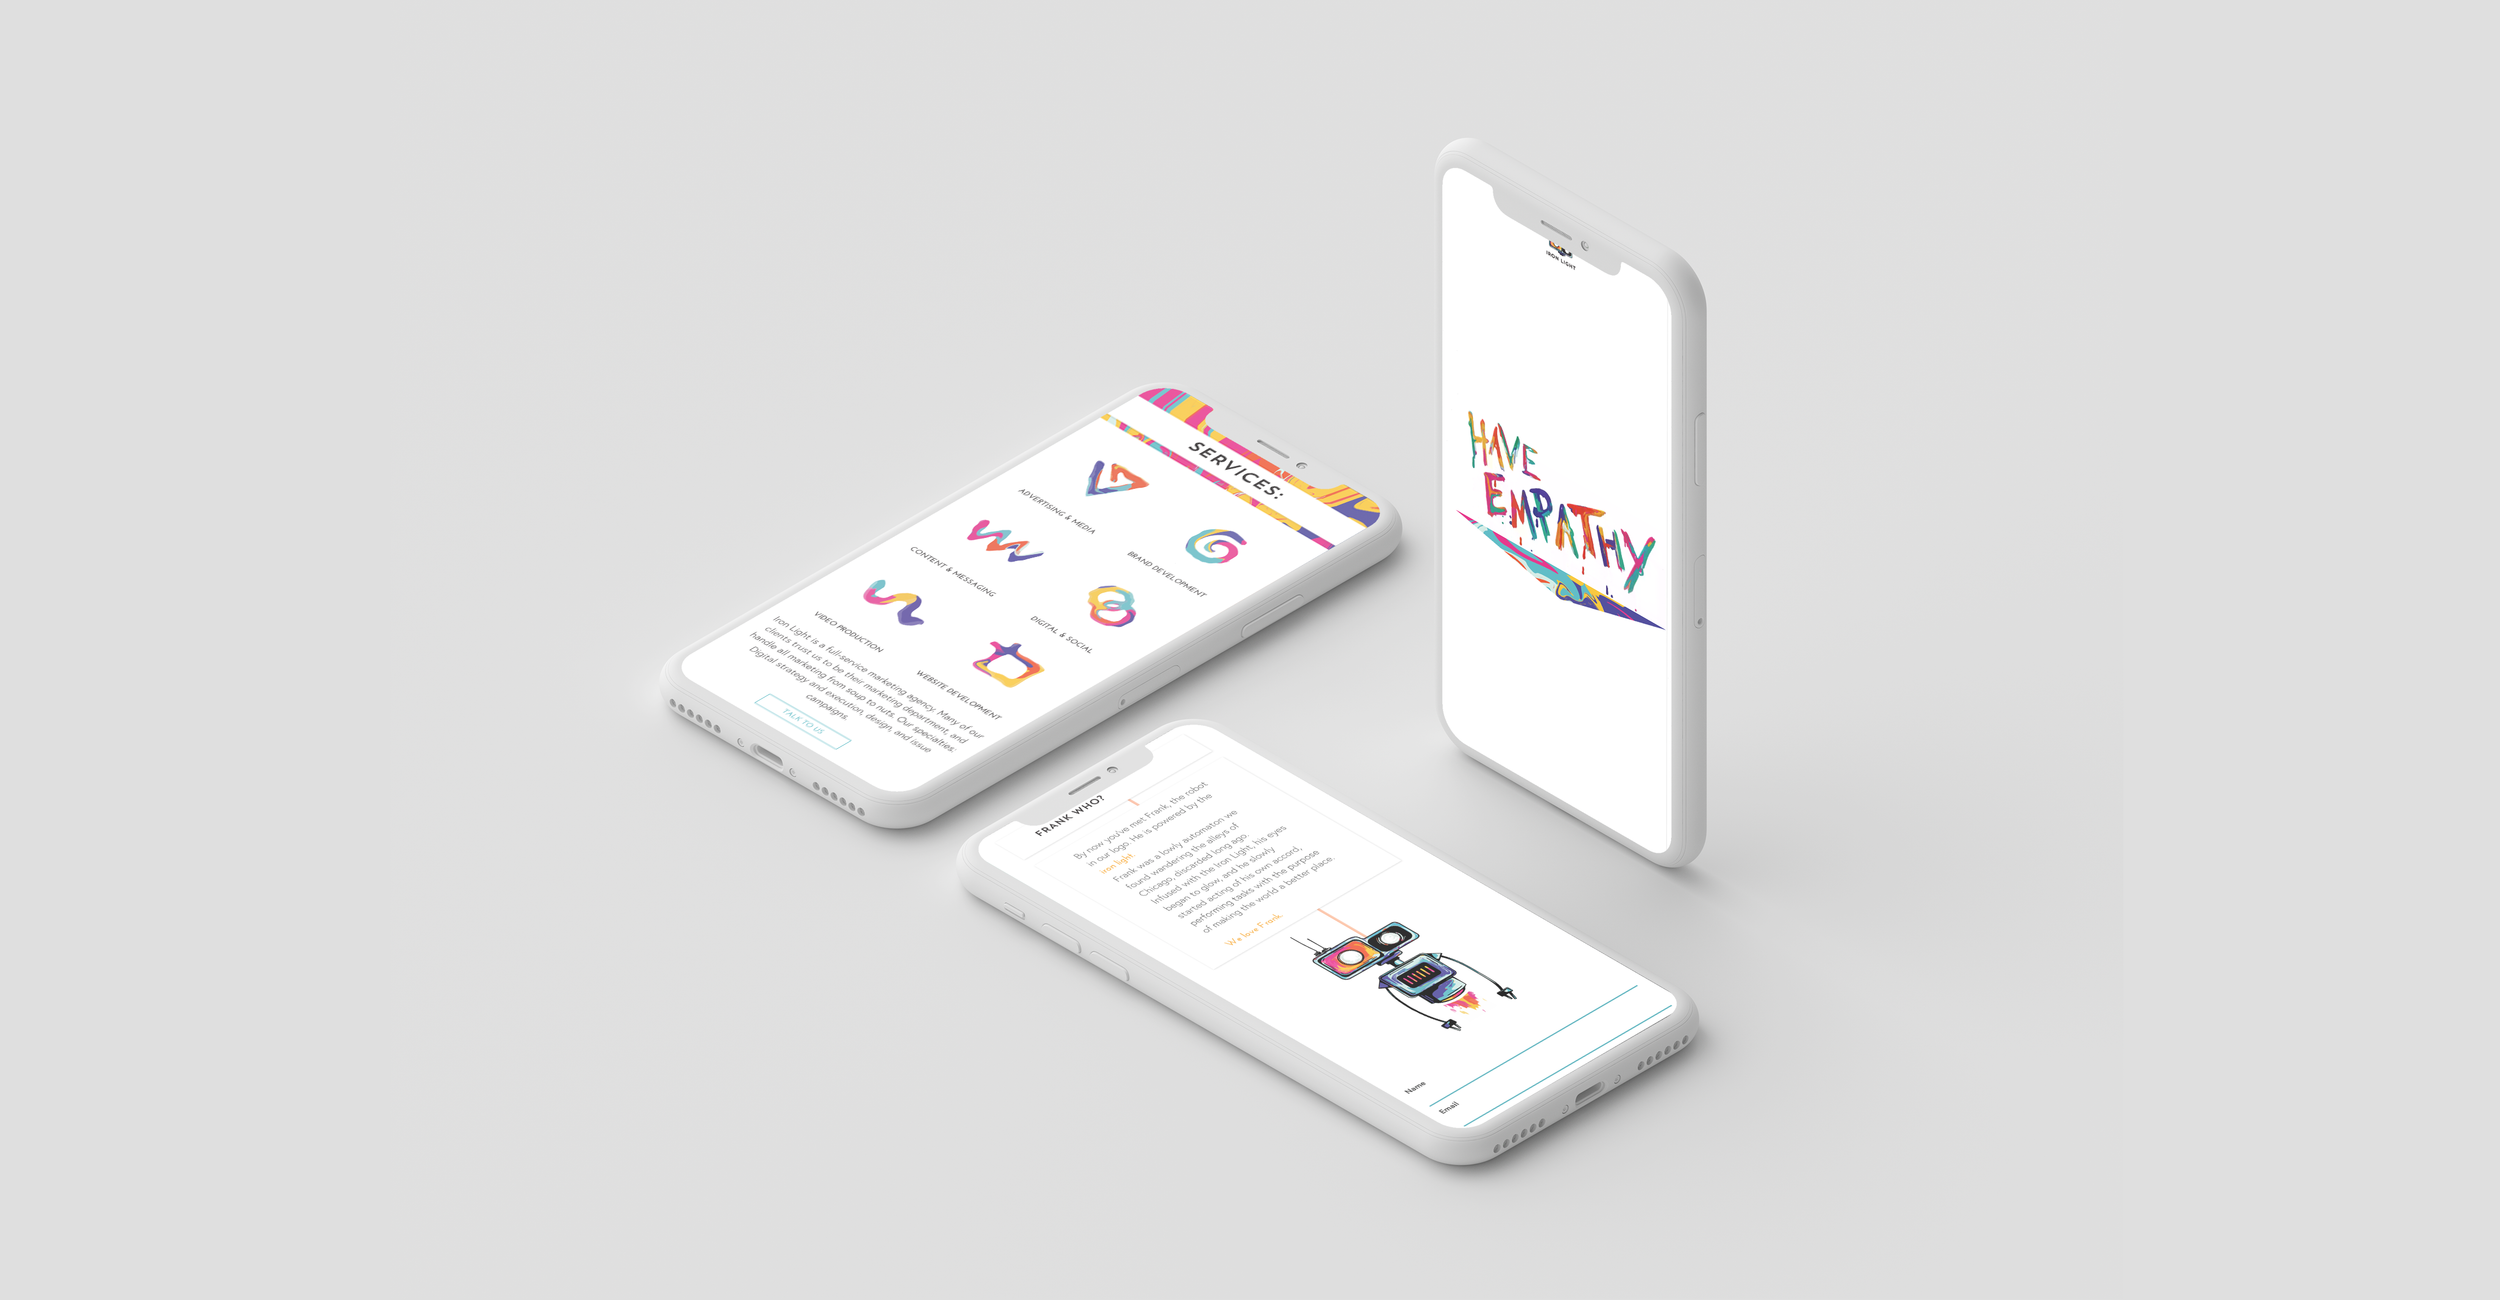 SERVICES:
ADVERTISING & MEDIA
BRAND DEVELOPMENT
CONTENT & MESSAGING
DIGITAL & SOCIAL
VIDEO PRODUCTION
WEBSITE DEVELOPMENT
Iron Light is a full-service marketing agency. Many of our
clients trust us to be their marketing department, and
handle all marketing from soup to nuts. Our specialties:
Digital strategy and execution, design, and issue
campaigns.
TALK TO US
IRON LIGHT
HAVE
EMPATHY
FRANK WHO?
By now you've met Frank, the robot
in our logo. He is powered by the
iron light.
Frank was a lowly automaton we
found wandering the alleys of
Chicago, discarded long ago.
Infused with the Iron Light, his eyes
began to glow, and he slowly
started acting of his own accord,
performing tasks with the purpose
of making the world a better place.
We love Frank.
Name
Email